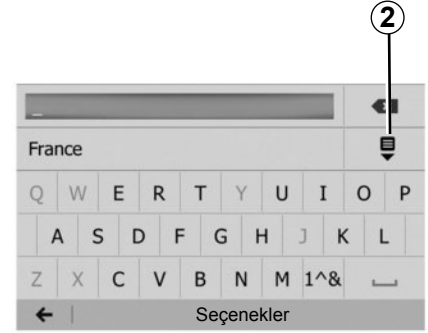 2
_
France
Q W E R T Y U I O P
A S D F G H J K L
Z X C V B N M 1^&
Seçenekler